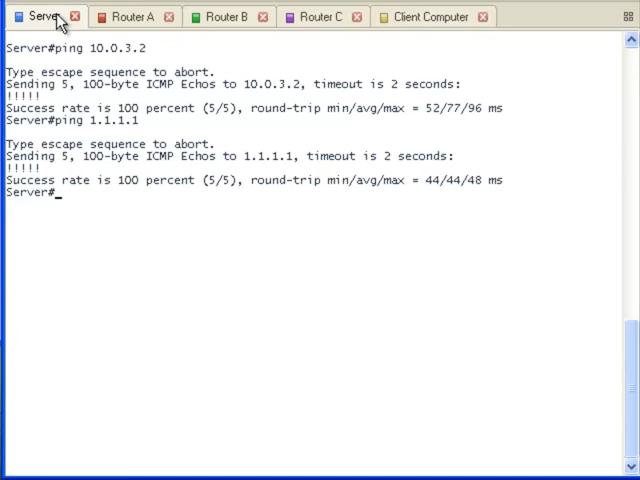 Server Router A Router B Router C Client Computer
Server#ping 10.0.3.2
Type escape sequence to abort.
Sending 5, 100-byte ICMP Echos to 10.0.3.2, timeout is 2 seconds:
!!!!!
Success rate is 100 percent (5/5), round-trip min/avg/max = 52/77/96 ms
Server#ping 1.1.1.1
Type escape sequence to abort.
Sending 5, 100-byte ICMP Echos to 1.1.1.1, timeout is 2 seconds:
!!!!!
Success rate is 100 percent (5/5), round-trip min/avg/max = 44/44/48 ms
Server#_